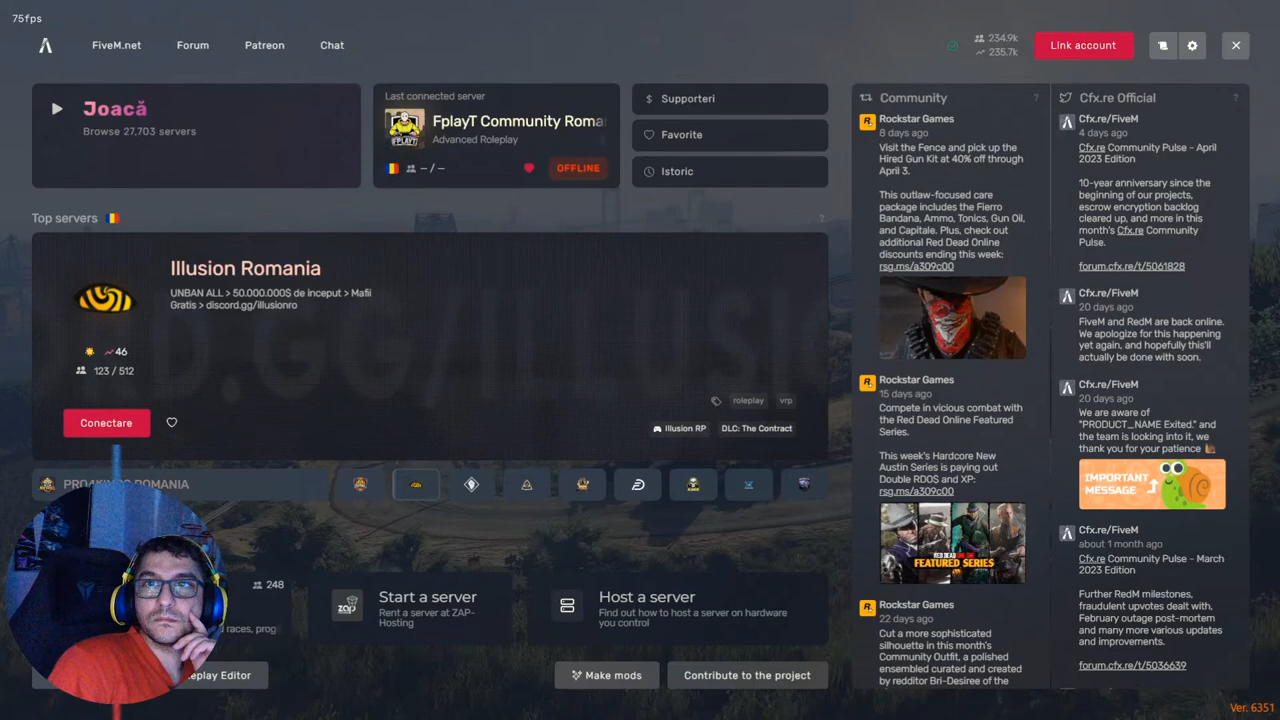 75fps
FiveM.net
Forum
Patreon
Chat
234.9k
235.7k
Link account
Joacă
Browse 27,703 servers
Last connected server
FplayT Community Roma
Advanced Roleplay
– / –
OFFLINE
$ Supporteri
Favorite
Istoric
Top servers
?
Illusion Romania
UNBAN ALL > 50.000.000$ de inceput > Mafii
Gratis > discord.gg/illusionro
46
123 / 512
Conectare
roleplay
vrp
Illusion RP
DLC: The Contract
PRO4KINGS ROMANIA
248
races, prog
Start a server
Rent a server at ZAP-
Hosting
Host a server
Find out how to host a server on hardware
you control
play Editor
Make mods
Contribute to the project
Community
?
Rockstar Games
8 days ago
Visit the Fence and pick up the
Hired Gun Kit at 40% off through
April 3.
This outlaw-focused care
package includes the Fierro
Bandana, Ammo, Tonics, Gun Oil,
and Capitale. Plus, check out
additional Red Dead Online
discounts ending this week:
rsg.ms/a309c00
Rockstar Games
15 days ago
Compete in vicious combat with
the Red Dead Online Featured
Series.
This week's Hardcore New
Austin Series is paying out
Double RDO$ and XP:
rsg.ms/a309c00
RED DEAD ONLINE
FEATURED SERIES
Rockstar Games
22 days ago
Cut a more sophisticated
silhouette in this month's
Community Outfit, a polished
ensembled curated and created
by redditor Bri-Desiree of the
Cfx.re Official
?
Cfx.re/FiveM
4 days ago
Cfx.re Community Pulse – April
2023 Edition
10-year anniversary since the
beginning of our projects,
escrow encryption backlog
cleared up, and more in this
month's Cfx.re Community
Pulse.
forum.cfx.re/t/5061828
Cfx.re/FiveM
20 days ago
FiveM and RedM are back online.
We apologize for this happening
yet again, and hopefully this'll
actually be done with soon.
Cfx.re/FiveM
20 days ago
We are aware of
"PRODUCT_NAME Exited." and
the team is looking into it, we
thank you for your patience
IMPORTANT
MESSAGE
Cfx.re/FiveM
about 1 month ago
Cfx.re Community Pulse – March
2023 Edition
Further RedM milestones,
fraudulent upvotes dealt with,
February outage post-mortem
and many more various updates
and improvements.
forum.cfx.re/t/5036639
Ver. 6351